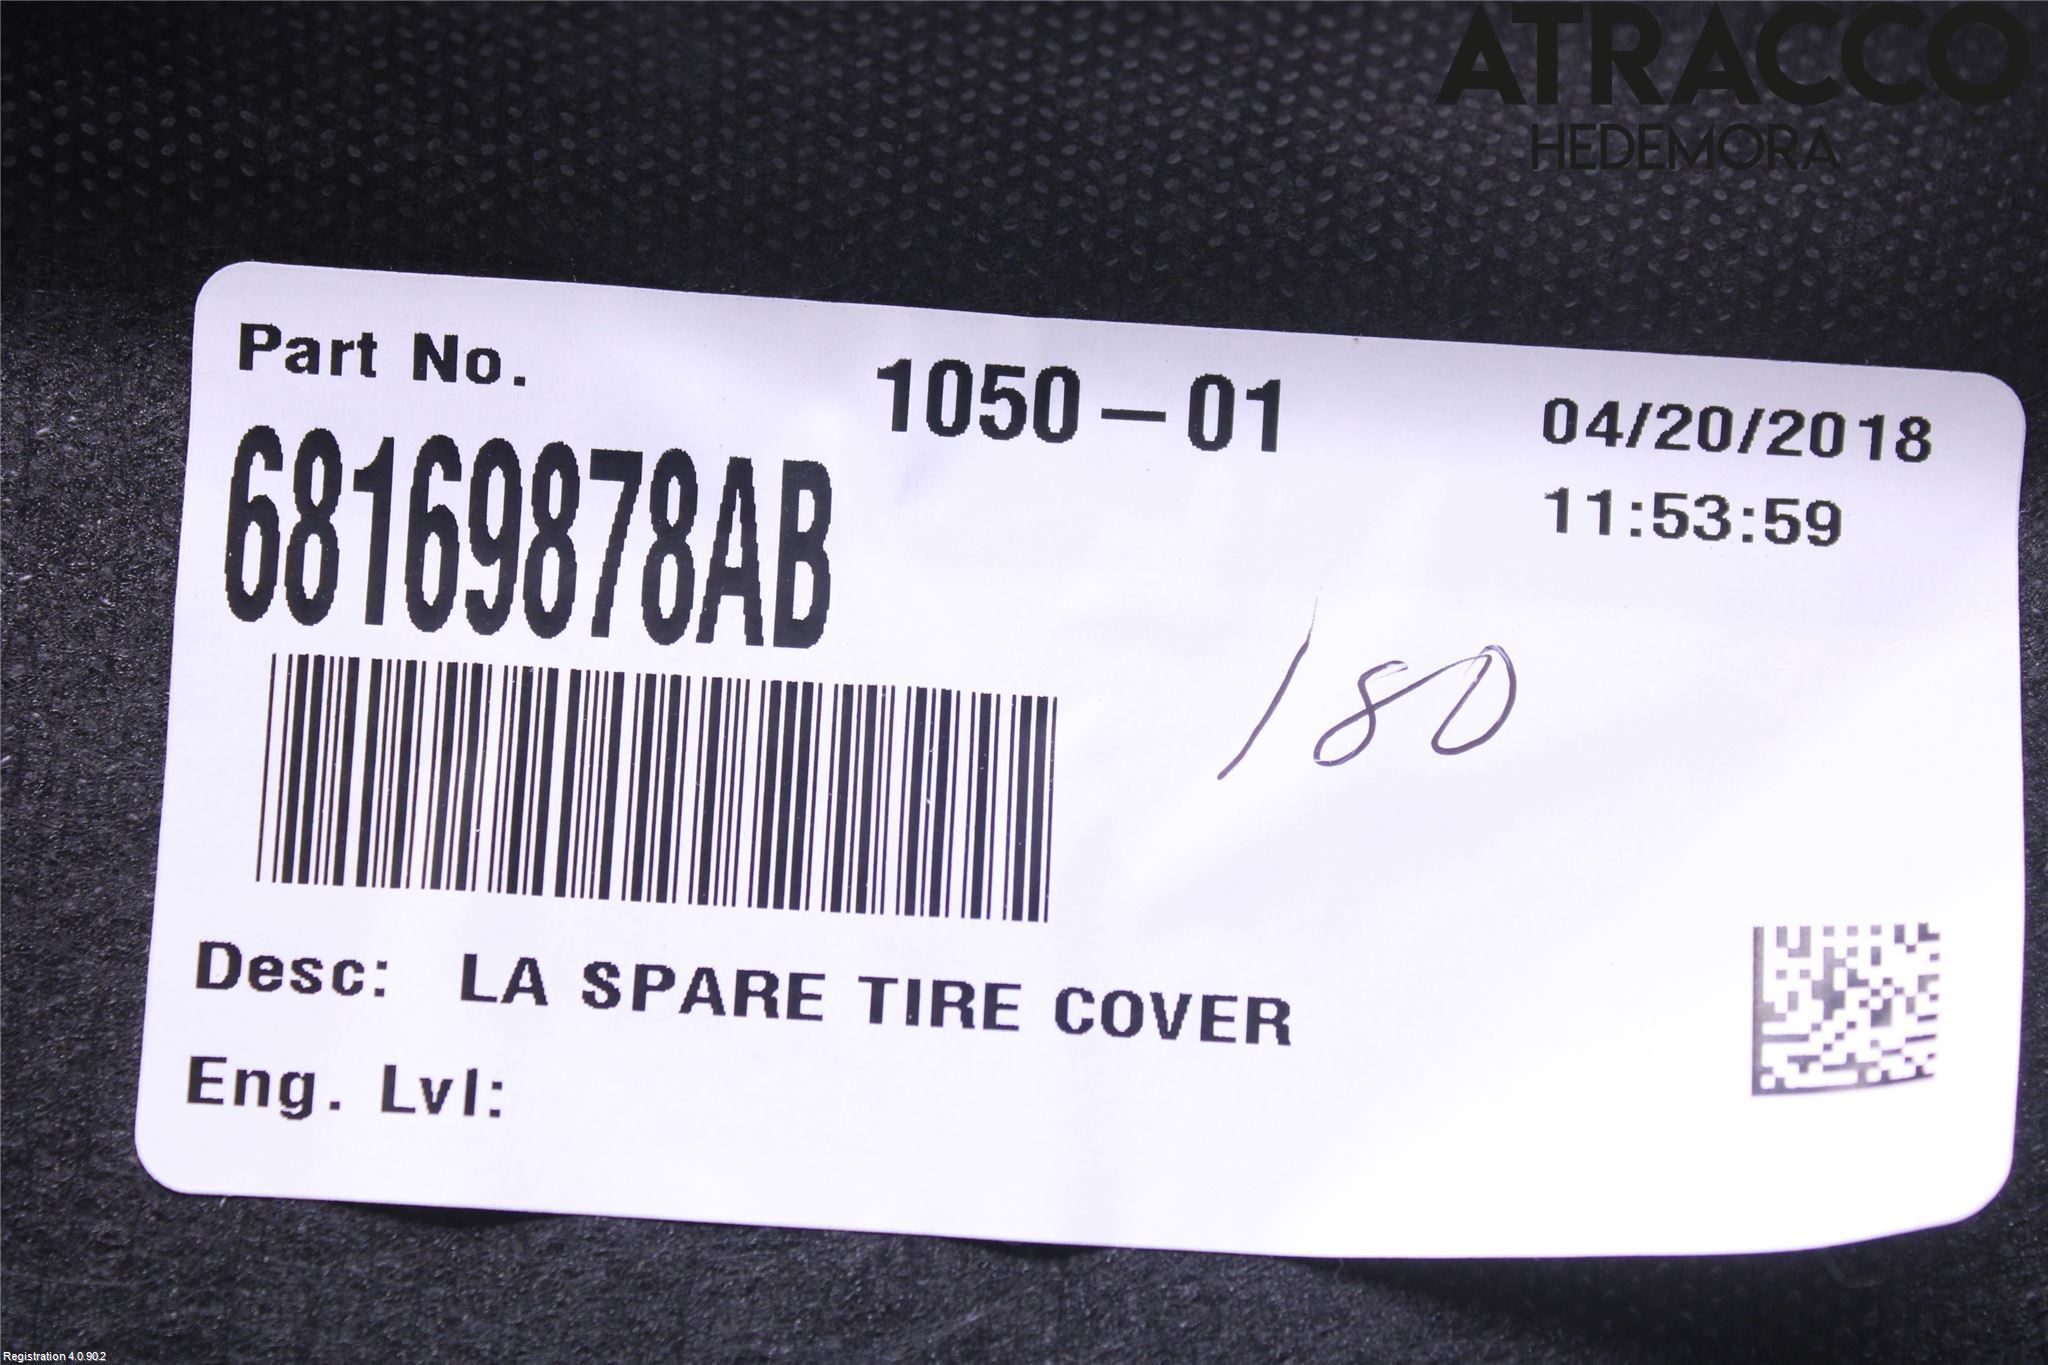 ATRACCO
HEDEMORA
Part No.
1050-01
04/20/2018
68169878AB
11:53:59
180
Desc: LA SPARE TIRE COVER
Eng. Lvl:
Registration 4.0.90.2